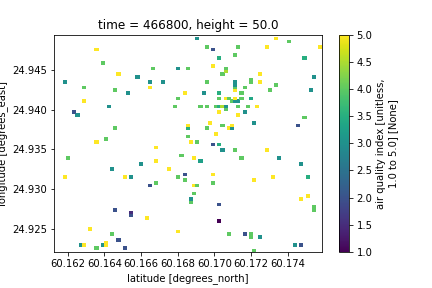 time = 466800, height = 50.0
24.945
24.940
24.935
24.930
24.925
longitude [degrees_east]
60.162 60.164 60.166 60.168 60.170 60.172 60.174
latitude [degrees_north]
5.0
4.5
4.0
3.5
3.0
2.5
2.0
1.5
1.0
air quality index [unitless,
1.0 to 5.0] [None]